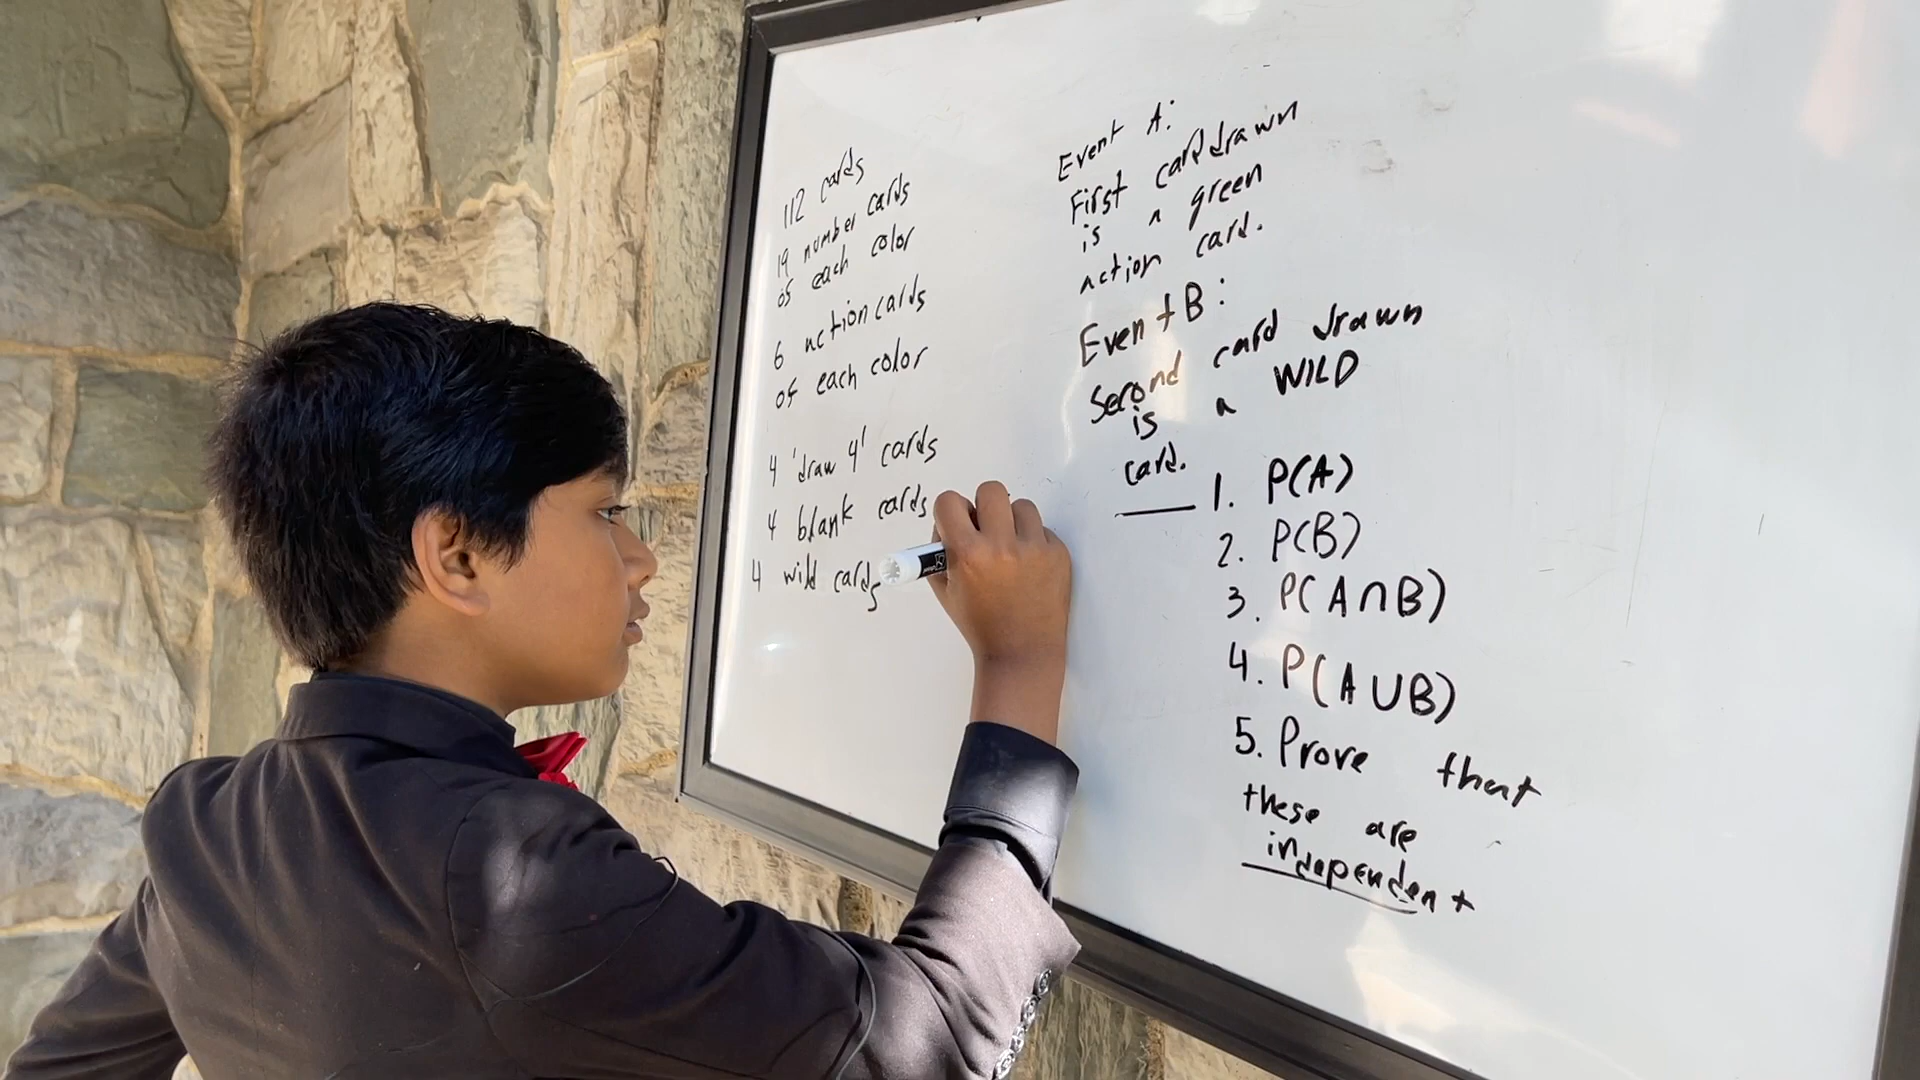 112 cards
19 number cards
of each color
6 action cards
of each color
4 'draw 4' cards
4 blank cards
4 wild cards
Event A:
First card drawn
is a green
action card.
Event B:
Second card drawn
is a WILD
card.
1. P(A)
2. P(B)
3. P(A∩B)
4. P(A∪B)
5. Prove that
these are
independent